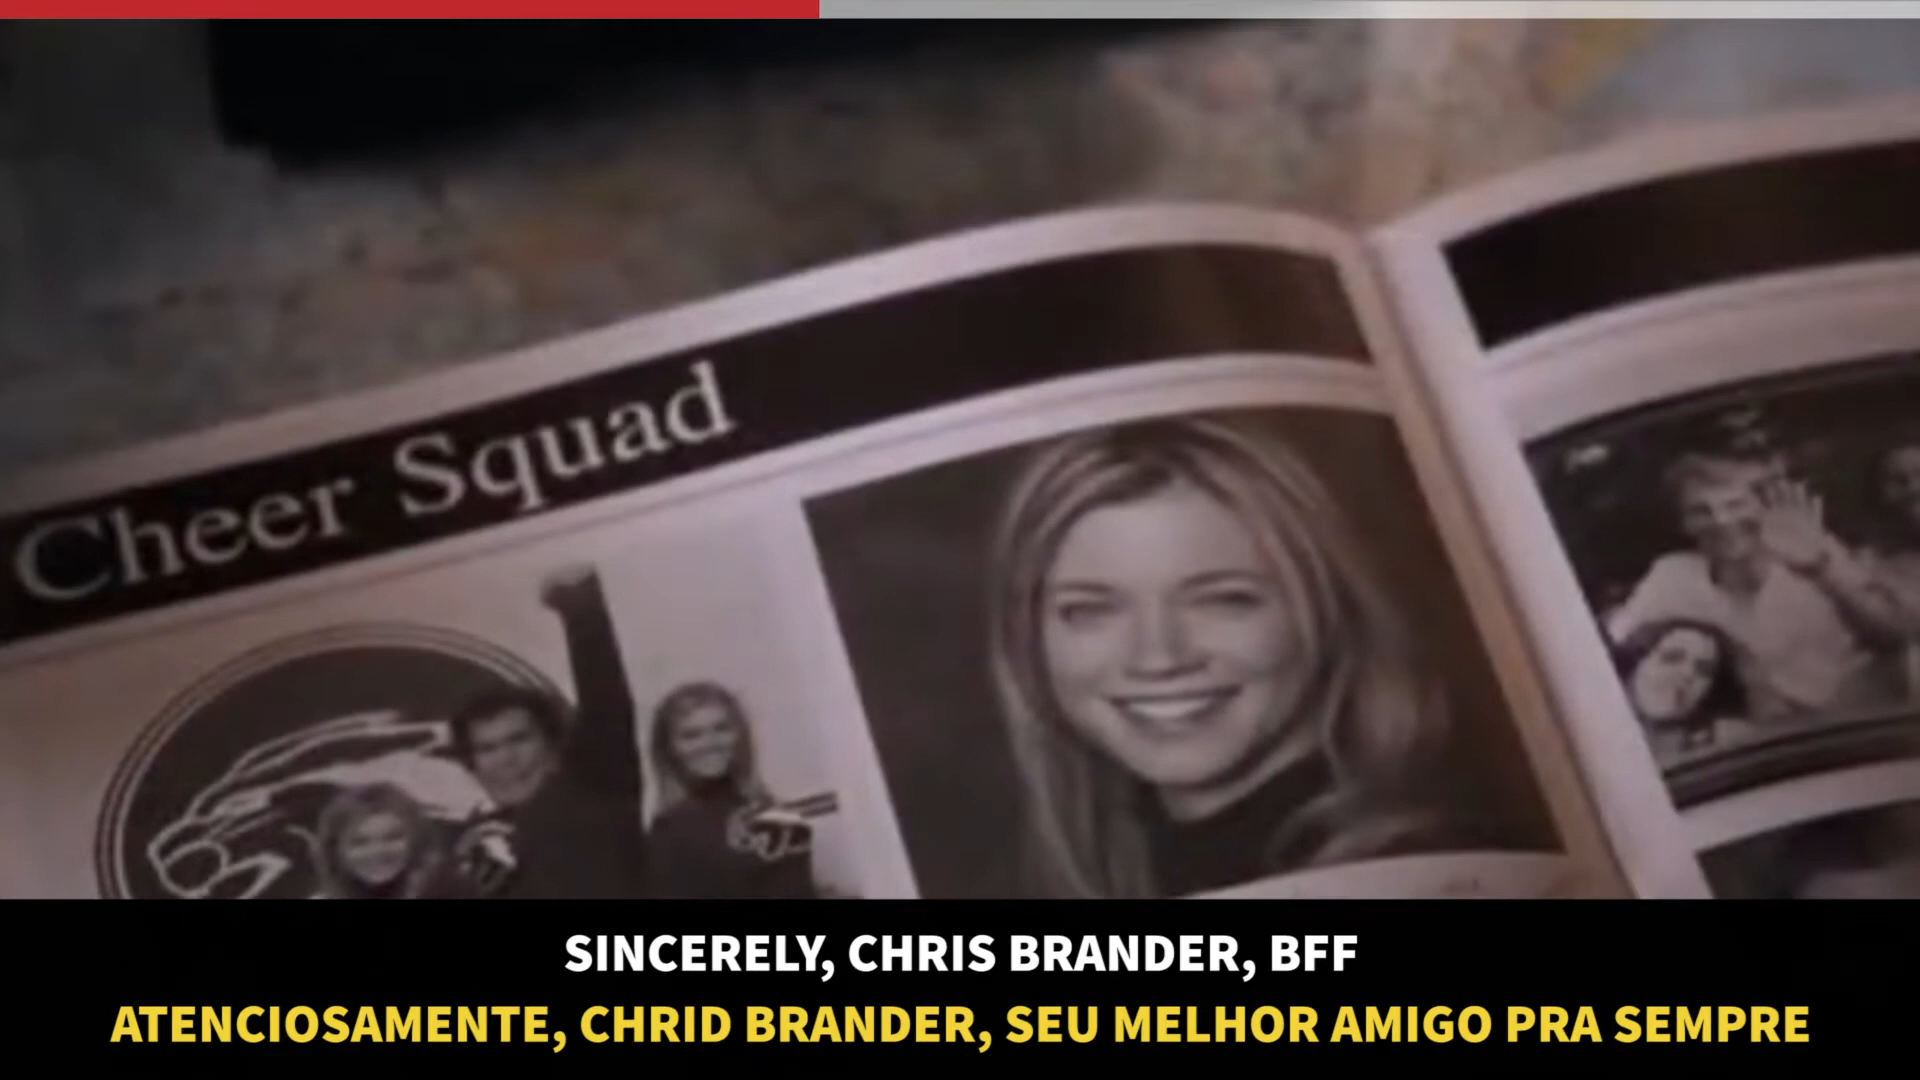 Cheer Squad
SINCERELY, CHRIS BRANDER, BFF
ATENCIOSAMENTE, CHRID BRANDER, SEU MELHOR AMIGO PRA SEMPRE